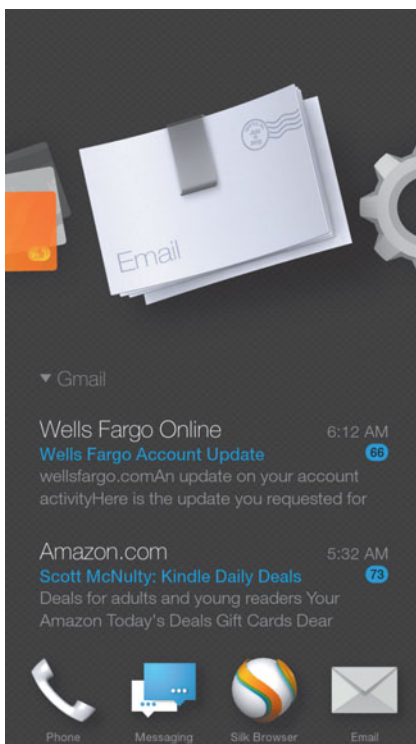 Email
Gmail
Wells Fargo Online 6:12 AM
Wells Fargo Account Update 66
wellsfargo.comAn update on your account
activityHere is the update you requested for
Amazon.com 5:32 AM
Scott McNulty: Kindle Daily Deals 73
Deals for adults and young readers Your
Amazon Today's Deals Gift Cards Dear
Phone Messaging Silk Browser Email